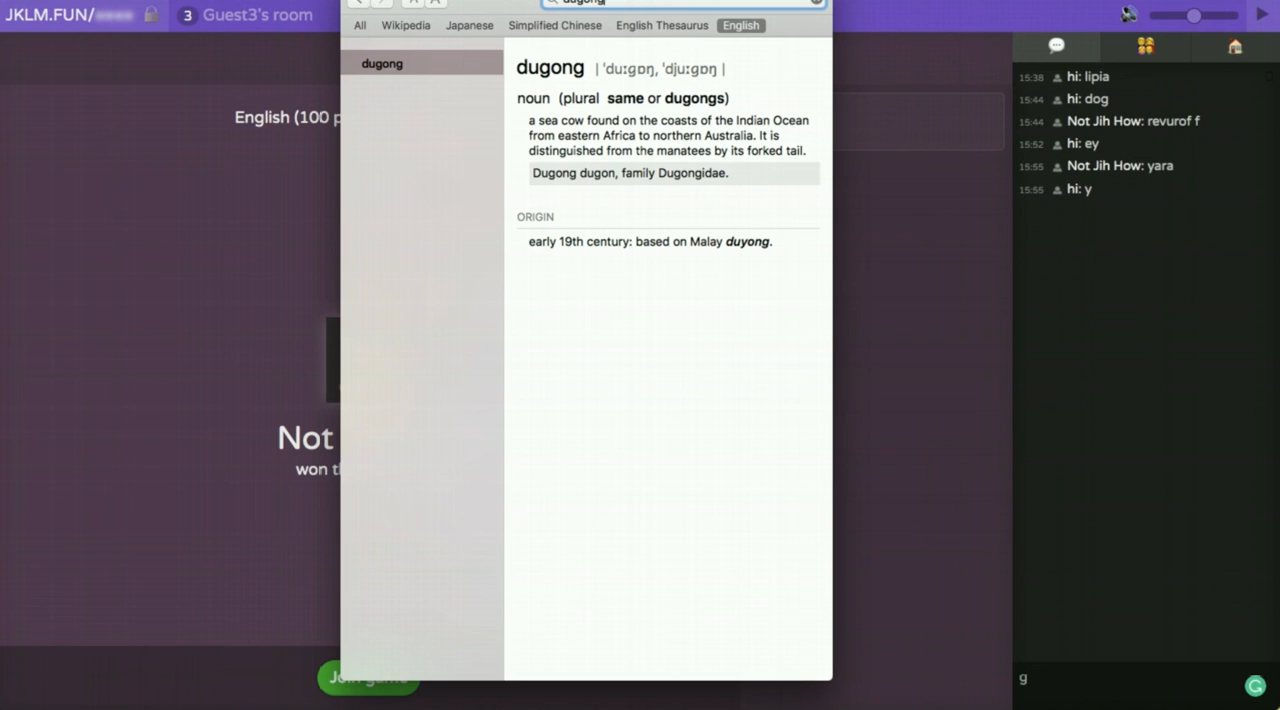 JKLM.FUN/
3 Guest3's room
dugong
All Wikipedia Japanese Simplified Chinese English Thesaurus English
dugong
dugong | ˈduːɡɒŋ, ˈdjuːɡɒŋ |
noun (plural same or dugongs)
a sea cow found on the coasts of the Indian Ocean
from eastern Africa to northern Australia. It is
distinguished from the manatees by its forked tail.
Dugong dugon, family Dugongidae.
ORIGIN
early 19th century: based on Malay duyong.
English (100 p
Not
won t
Join game
15:38 hi: lipia
15:44 hi: dog
15:44 Not Jih How: revurof f
15:52 hi: ey
15:55 Not Jih How: yara
15:55 hi: y
g